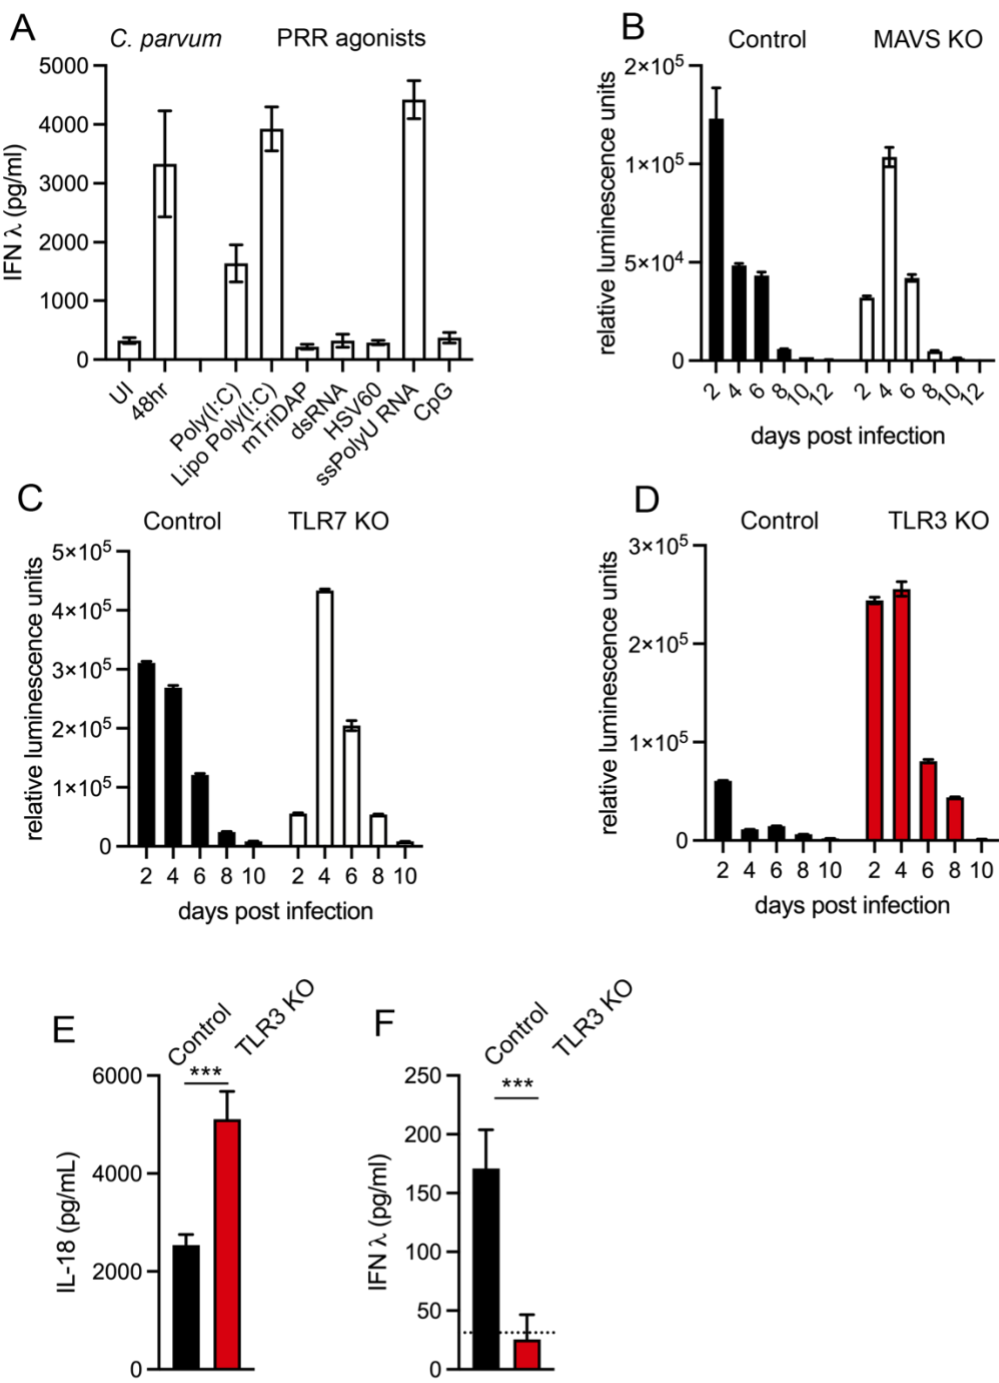 A
C. parvum PRR agonists
IFN λ (pg/ml)
5000
4000
3000
2000
1000
0
UI
48hr
Poly(I:C)
Lipo Poly(I:C)
mTriDAP
dsRNA
HSV60
ssPolyU RNA
CpG
B
Control MAVS KO
relative luminescence units
2×10⁵
1×10⁵
5×10⁴
0
2 4 6 8 10 12 2 4 6 8 10 12
days post infection
C
Control TLR7 KO
relative luminescence units
5×10⁵
4×10⁵
3×10⁵
2×10⁵
1×10⁵
0
2 4 6 8 10 2 4 6 8 10
days post infection
D
Control TLR3 KO
relative luminescence units
3×10⁵
2×10⁵
1×10⁵
0
2 4 6 8 10 2 4 6 8 10
days post infection
E
Control
TLR3 KO
***
IL-18 (pg/mL)
6000
4000
2000
0
F
Control
TLR3 KO
***
IFN λ (pg/ml)
250
200
150
100
50
0